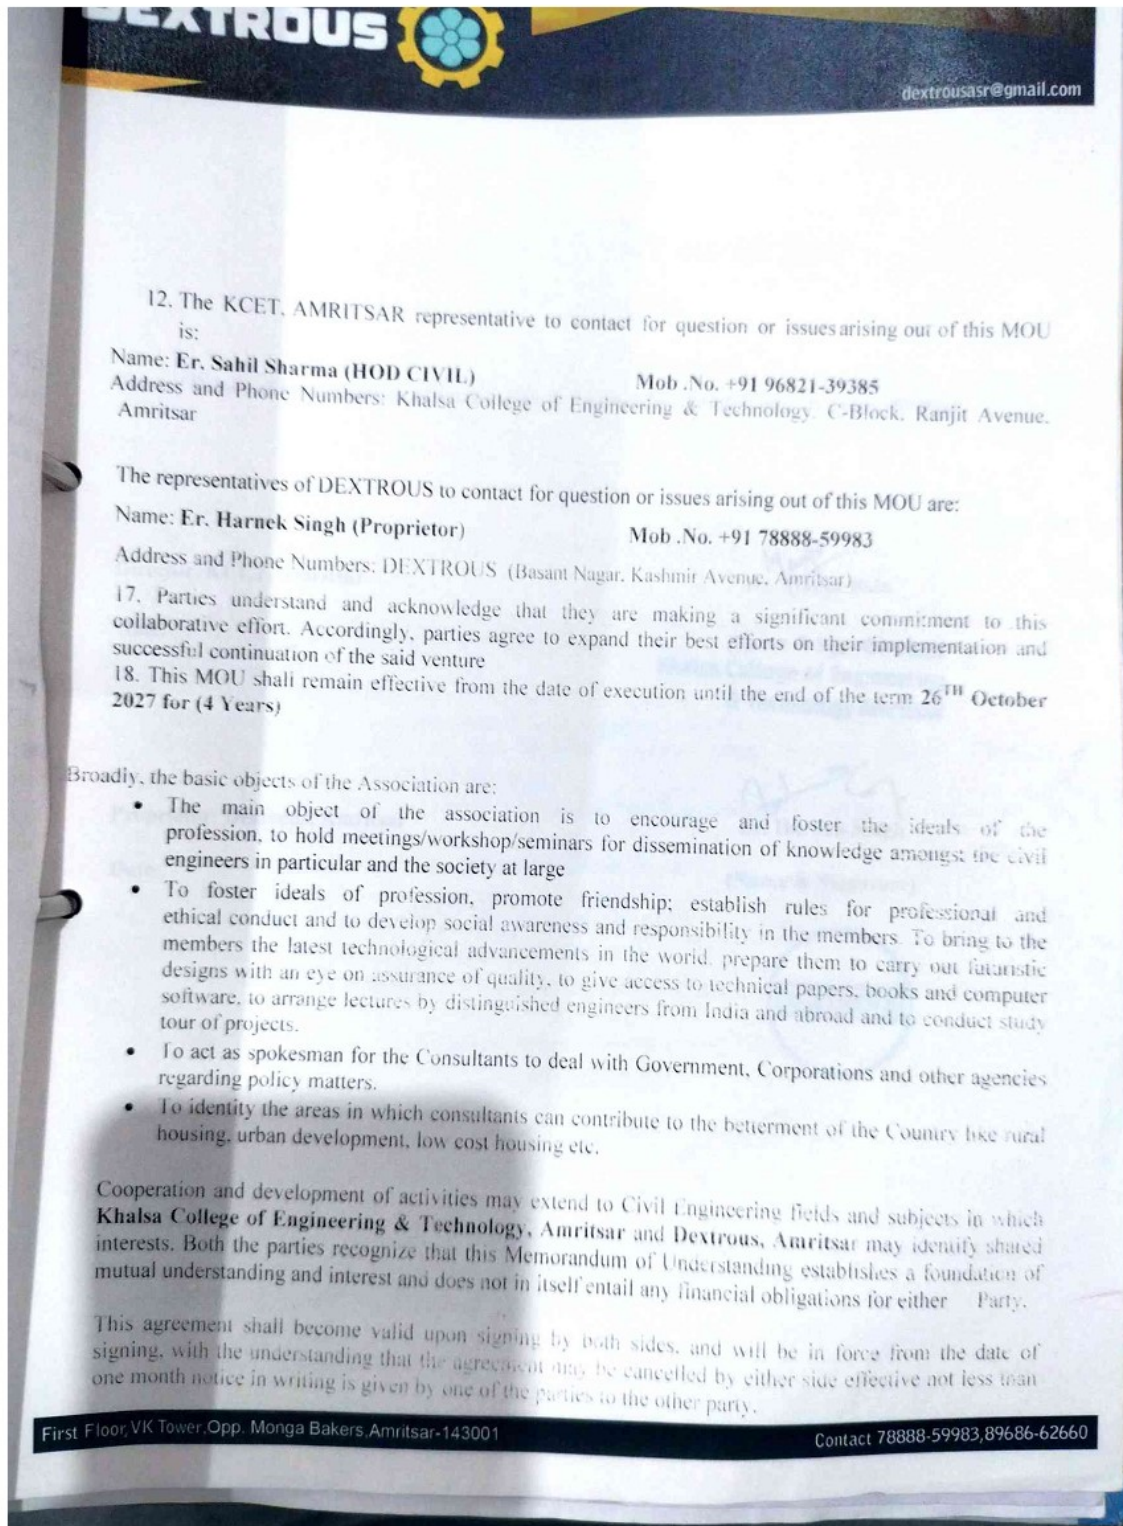 DEXTROUS
dextrousasr@gmail.com
12. The KCET, AMRITSAR representative to contact for question or issues arising out of this MOU
is:
Name: Er. Sahil Sharma (HOD CIVIL) Mob .No. +91 96821-39385
Address and Phone Numbers: Khalsa College of Engineering & Technology, C-Block, Ranjit Avenue,
Amritsar
The representatives of DEXTROUS to contact for question or issues arising out of this MOU are:
Name: Er. Harnek Singh (Proprietor) Mob .No. +91 78888-59983
Address and Phone Numbers: DEXTROUS (Basant Nagar, Kashmir Avenue, Amritsar)
17. Parties understand and acknowledge that they are making a significant commitment to this
collaborative effort. Accordingly, parties agree to expand their best efforts on their implementation and
successful continuation of the said venture
18. This MOU shall remain effective from the date of execution until the end of the term 26TH October
2027 for (4 Years)
Broadly, the basic objects of the Association are:
• The main object of the association is to encourage and foster the ideals of the
profession, to hold meetings/workshop/seminars for dissemination of knowledge amongst the civil
engineers in particular and the society at large
• To foster ideals of profession, promote friendship; establish rules for professional and
ethical conduct and to develop social awareness and responsibility in the members. To bring to the
members the latest technological advancements in the world, prepare them to carry out futuristic
designs with an eye on assurance of quality, to give access to technical papers, books and computer
software, to arrange lectures by distinguished engineers from India and abroad and to conduct study
tour of projects.
• To act as spokesman for the Consultants to deal with Government, Corporations and other agencies
regarding policy matters.
• To identity the areas in which consultants can contribute to the betterment of the Country like rural
housing, urban development, low cost housing etc.
Cooperation and development of activities may extend to Civil Engineering fields and subjects in which
Khalsa College of Engineering & Technology, Amritsar and Dextrous, Amritsar may identify shared
interests. Both the parties recognize that this Memorandum of Understanding establishes a foundation of
mutual understanding and interest and does not in itself entail any financial obligations for either Party.
This agreement shall become valid upon signing by both sides, and will be in force from the date of
signing, with the understanding that the agreement may be cancelled by either side effective not less than
one month notice in writing is given by one of the parties to the other party.
First Floor,VK Tower,Opp. Monga Bakers,Amritsar-143001 Contact 78888-59983,89686-62660